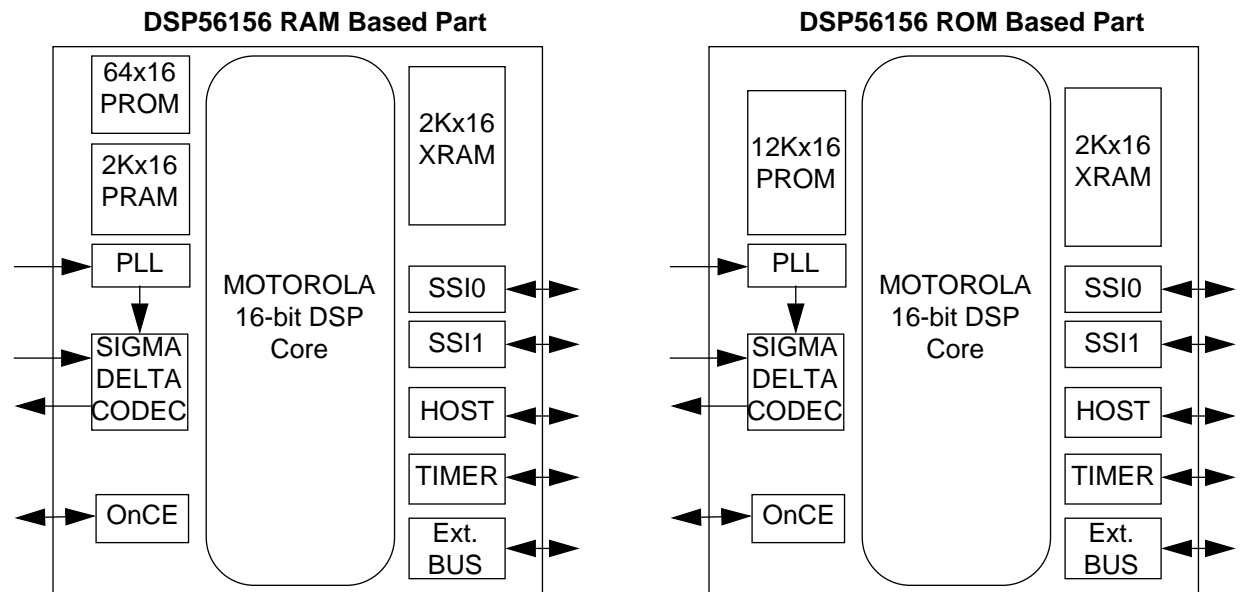 DSP56156 RAM Based Part
64x16
PROM
2Kx16
PRAM
PLL
SIGMA
DELTA
CODEC
OnCE
MOTOROLA
16-bit DSP
Core
2Kx16
XRAM
SSI0
SSI1
HOST
TIMER
Ext.
BUS
DSP56156 ROM Based Part
12Kx16
PROM
PLL
SIGMA
DELTA
CODEC
OnCE
MOTOROLA
16-bit DSP
Core
2Kx16
XRAM
SSI0
SSI1
HOST
TIMER
Ext.
BUS